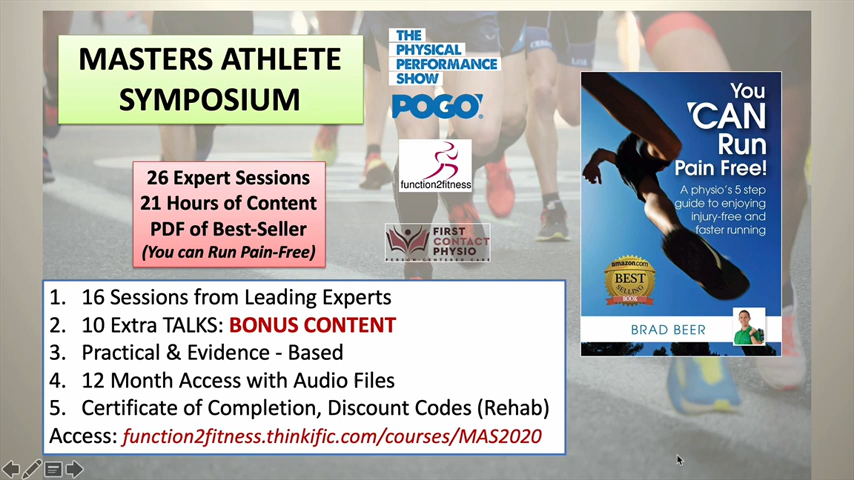 MASTERS ATHLETE
SYMPOSIUM
THE
PHYSICAL
PERFORMANCE
SHOW
POGO
function2fitness
FIRST
CONTACT
PHYSIO
PERSON CENTERED CARE
26 Expert Sessions
21 Hours of Content
PDF of Best-Seller
(You can Run Pain-Free)
You
CAN
Run
Pain Free!
A physio's 5 step
guide to enjoying
injury-free and
faster running
amazon.com
BEST
SELLING
BOOK
BRAD BEER
1. 16 Sessions from Leading Experts
2. 10 Extra TALKS: BONUS CONTENT
3. Practical & Evidence - Based
4. 12 Month Access with Audio Files
5. Certificate of Completion, Discount Codes (Rehab)
Access: function2fitness.thinkific.com/courses/MAS2020